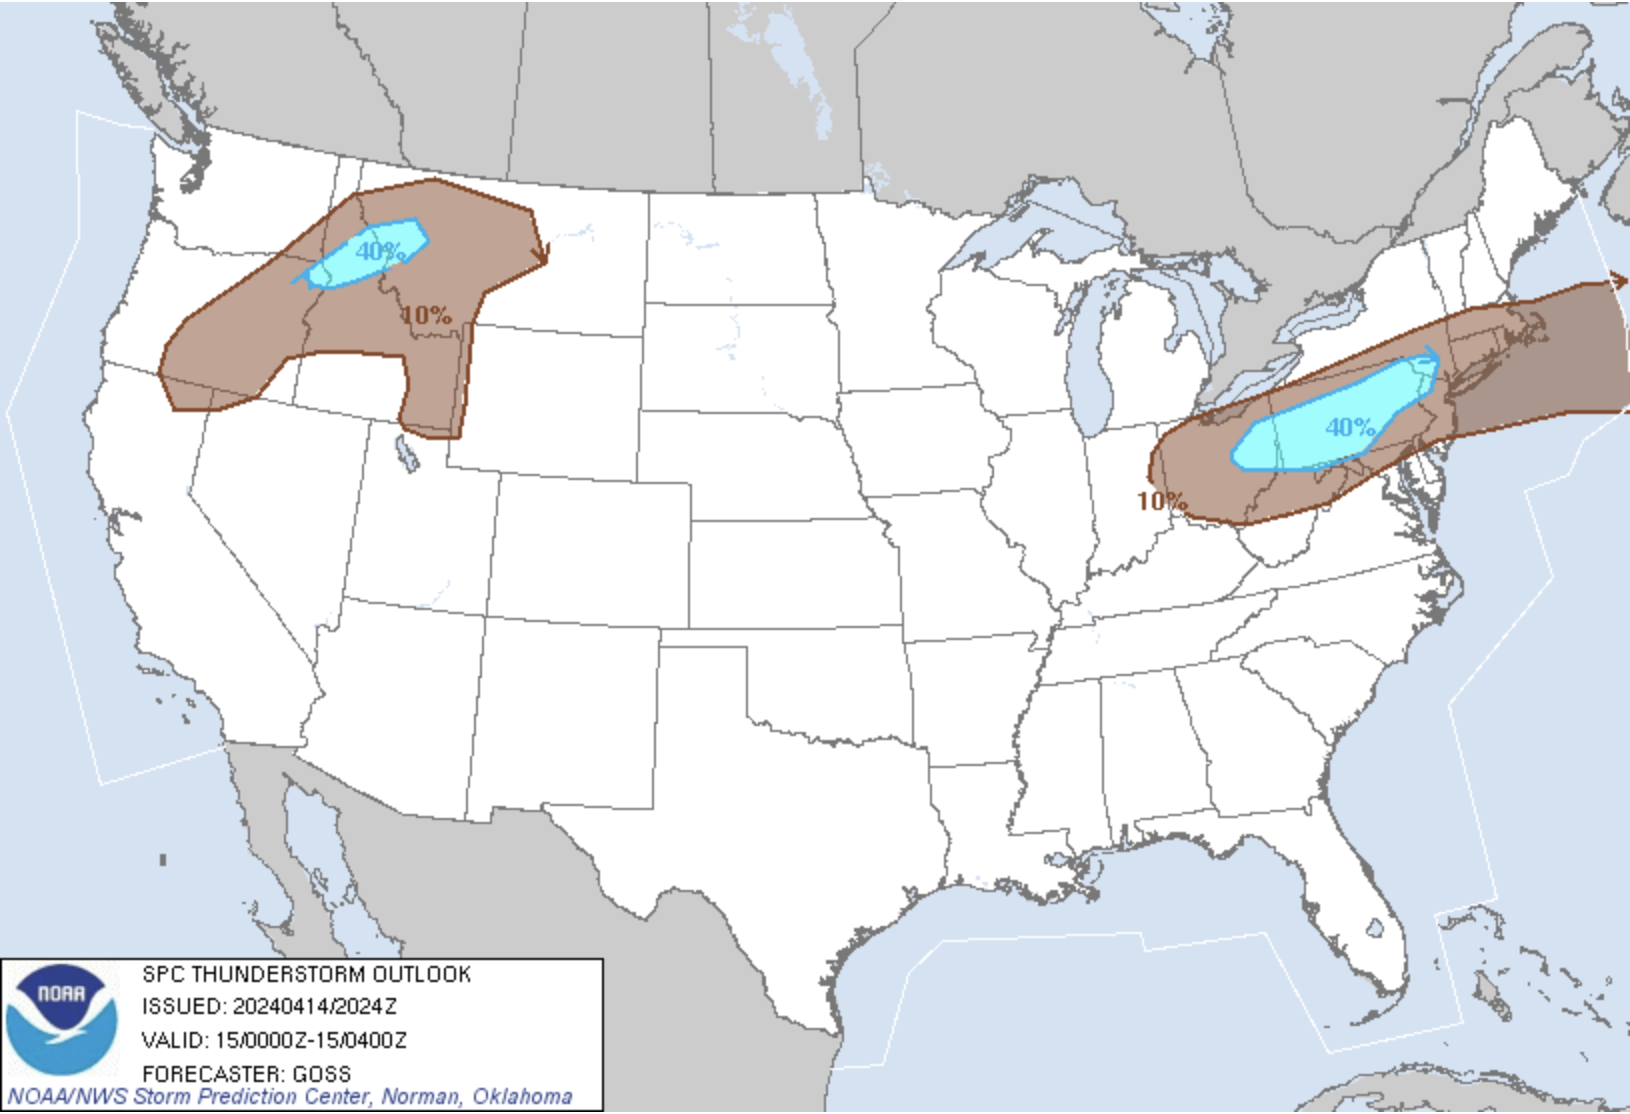 40%
10%
40%
10%
NOAA
SPC THUNDERSTORM OUTLOOK
ISSUED: 20240414/2024Z
VALID: 15/0000Z-15/0400Z
FORECASTER: GOSS
NOAA/NWS Storm Prediction Center, Norman, Oklahoma